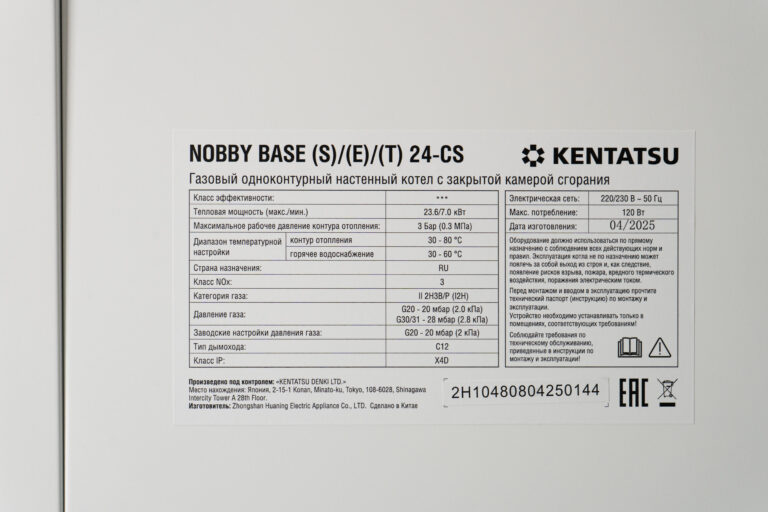 NOBBY BASE (S)/(E)/(T) 24-CS
KENTATSU
Газовый одноконтурный настенный котел с закрытой камерой сгорания
Класс эффективности: ***
Тепловая мощность (макс./мин.) 23.6/7.0 кВт
Максимальное рабочее давление контура отопления: 3 Бар (0.3 МПа)
Диапазон температурной настройки
контур отопления 30 - 80 °C
горячее водоснабжение 30 - 60 °C
Страна назначения: RU
Класс NOx: 3
Категория газа: II 2H3B/P (I2H)
Давление газа: G20 - 20 мбар (2.0 кПа)
G30/31 - 28 мбар (2.8 кПа)
Заводские настройки давления газа: G20 - 20 мбар (2 кПа)
Тип дымохода: C12
Класс IP: X4D
Электрическая сеть: 220/230 В ~ 50 Гц
Макс. потребление: 120 Вт
Дата изготовления: 04/2025
Оборудование должно использоваться по прямому
назначению с соблюдением всех действующих норм и
правил. Эксплуатация котла не по назначению может
повлечь за собой выход из строя и, как следствие,
появление рисков взрыва, пожара, вредного термического
воздействия, поражения электрическим током.
Перед монтажом и вводом в эксплуатацию прочтите
технический паспорт (инструкцию) по монтажу и
эксплуатации.
Устройство необходимо устанавливать только в
помещениях, соответствующих требованиям!
Соблюдайте требования по
техническому обслуживанию,
приведенные в инструкции по
монтажу и эксплуатации!
Произведено под контролем: «KENTATSU DENKI LTD.»
Место нахождения: Япония, 2-15-1 Konan, Minato-ku, Tokyo, 108-6028, Shinagawa
Intercity Tower A 28th Floor.
Изготовитель: Zhongshan Huaning Electric Appliance Co., LTD. Сделано в Китае
2H10480804250144
EAC